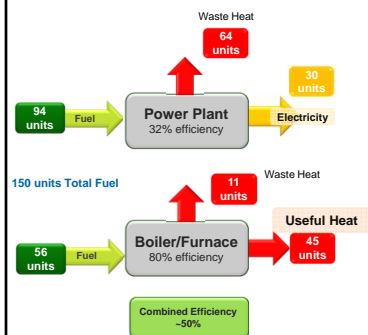 Waste Heat
64
units
30
units
94
units
Fuel
Power Plant
32% efficiency
Electricity
150 units Total Fuel
11
units
Waste Heat
Useful Heat
56
units
Fuel
Boiler/Furnace
80% efficiency
45
units
Combined Efficiency
~50%